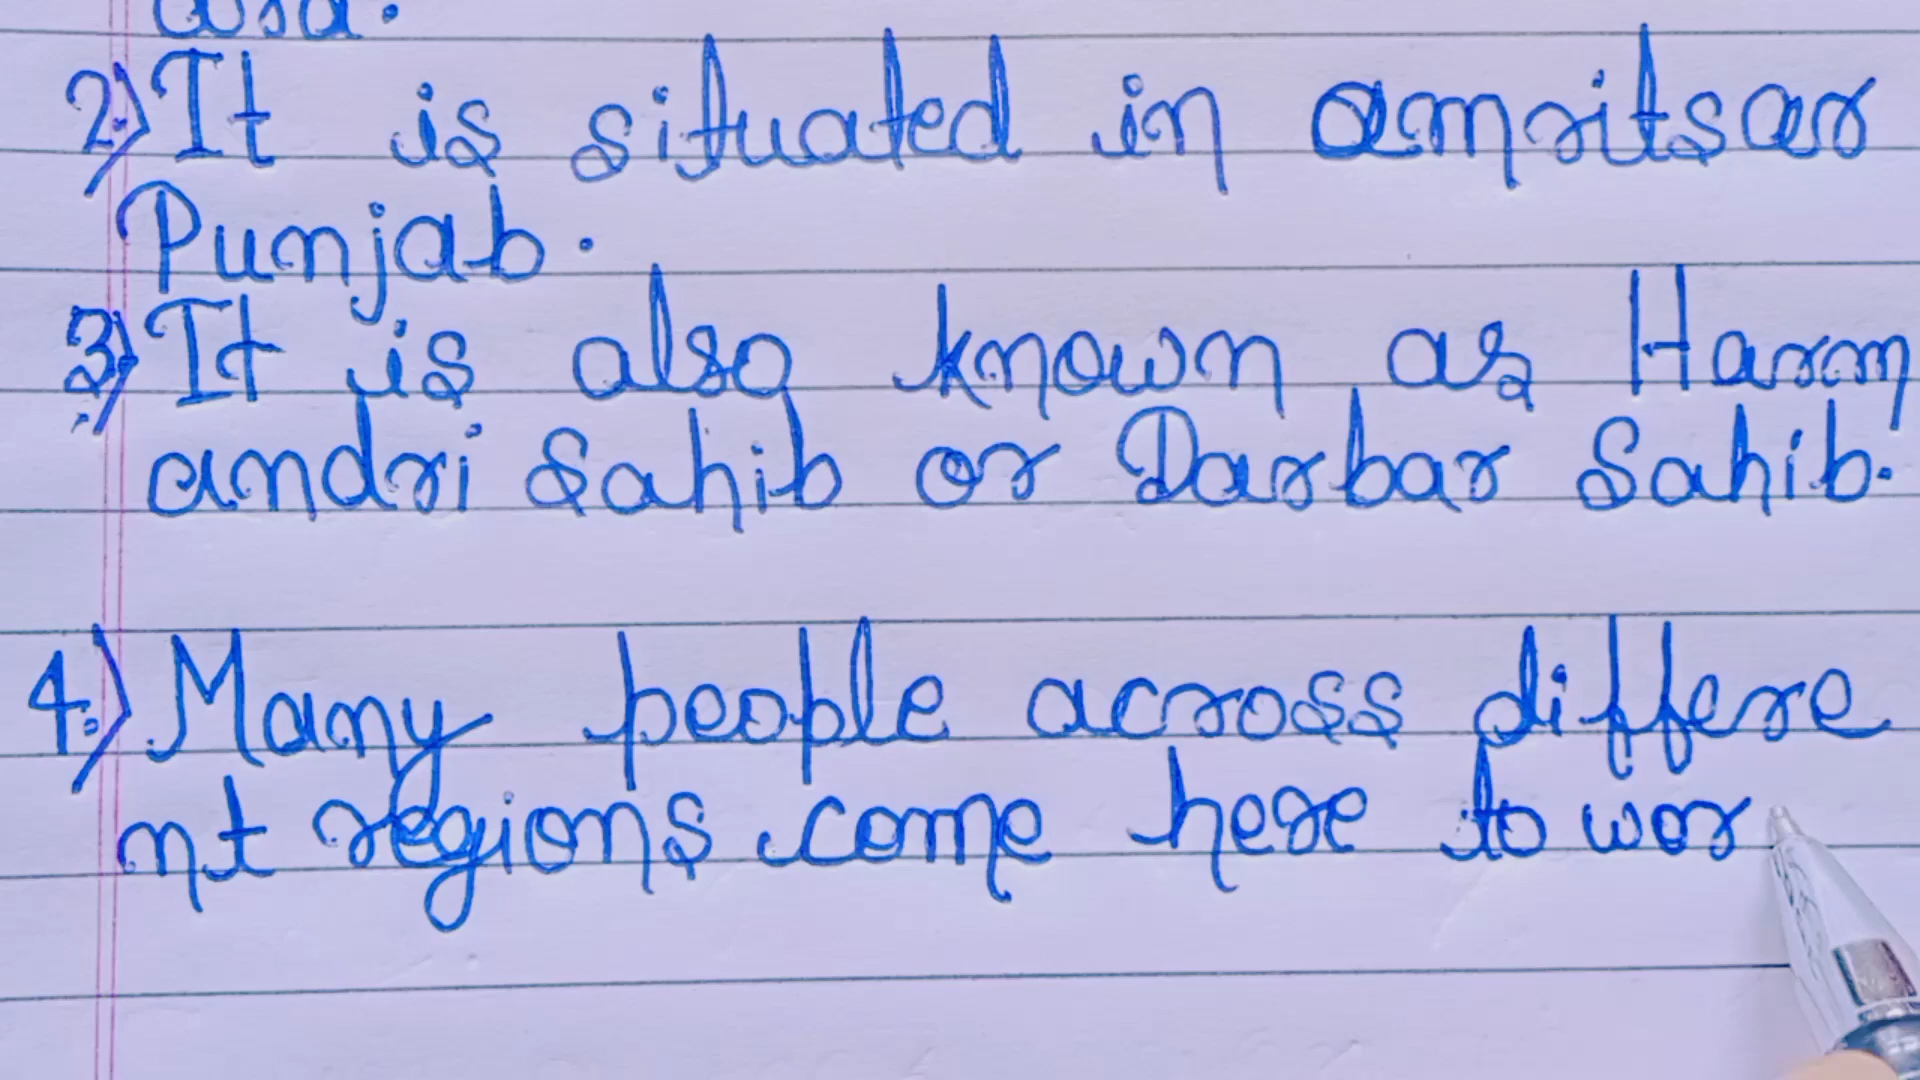 2.) It is situated in amritsar
Punjab.
3.) It is also known as Harm
andri Sahib or Darbar Sahib.
4.) Many people across differe
nt regions come here to wor